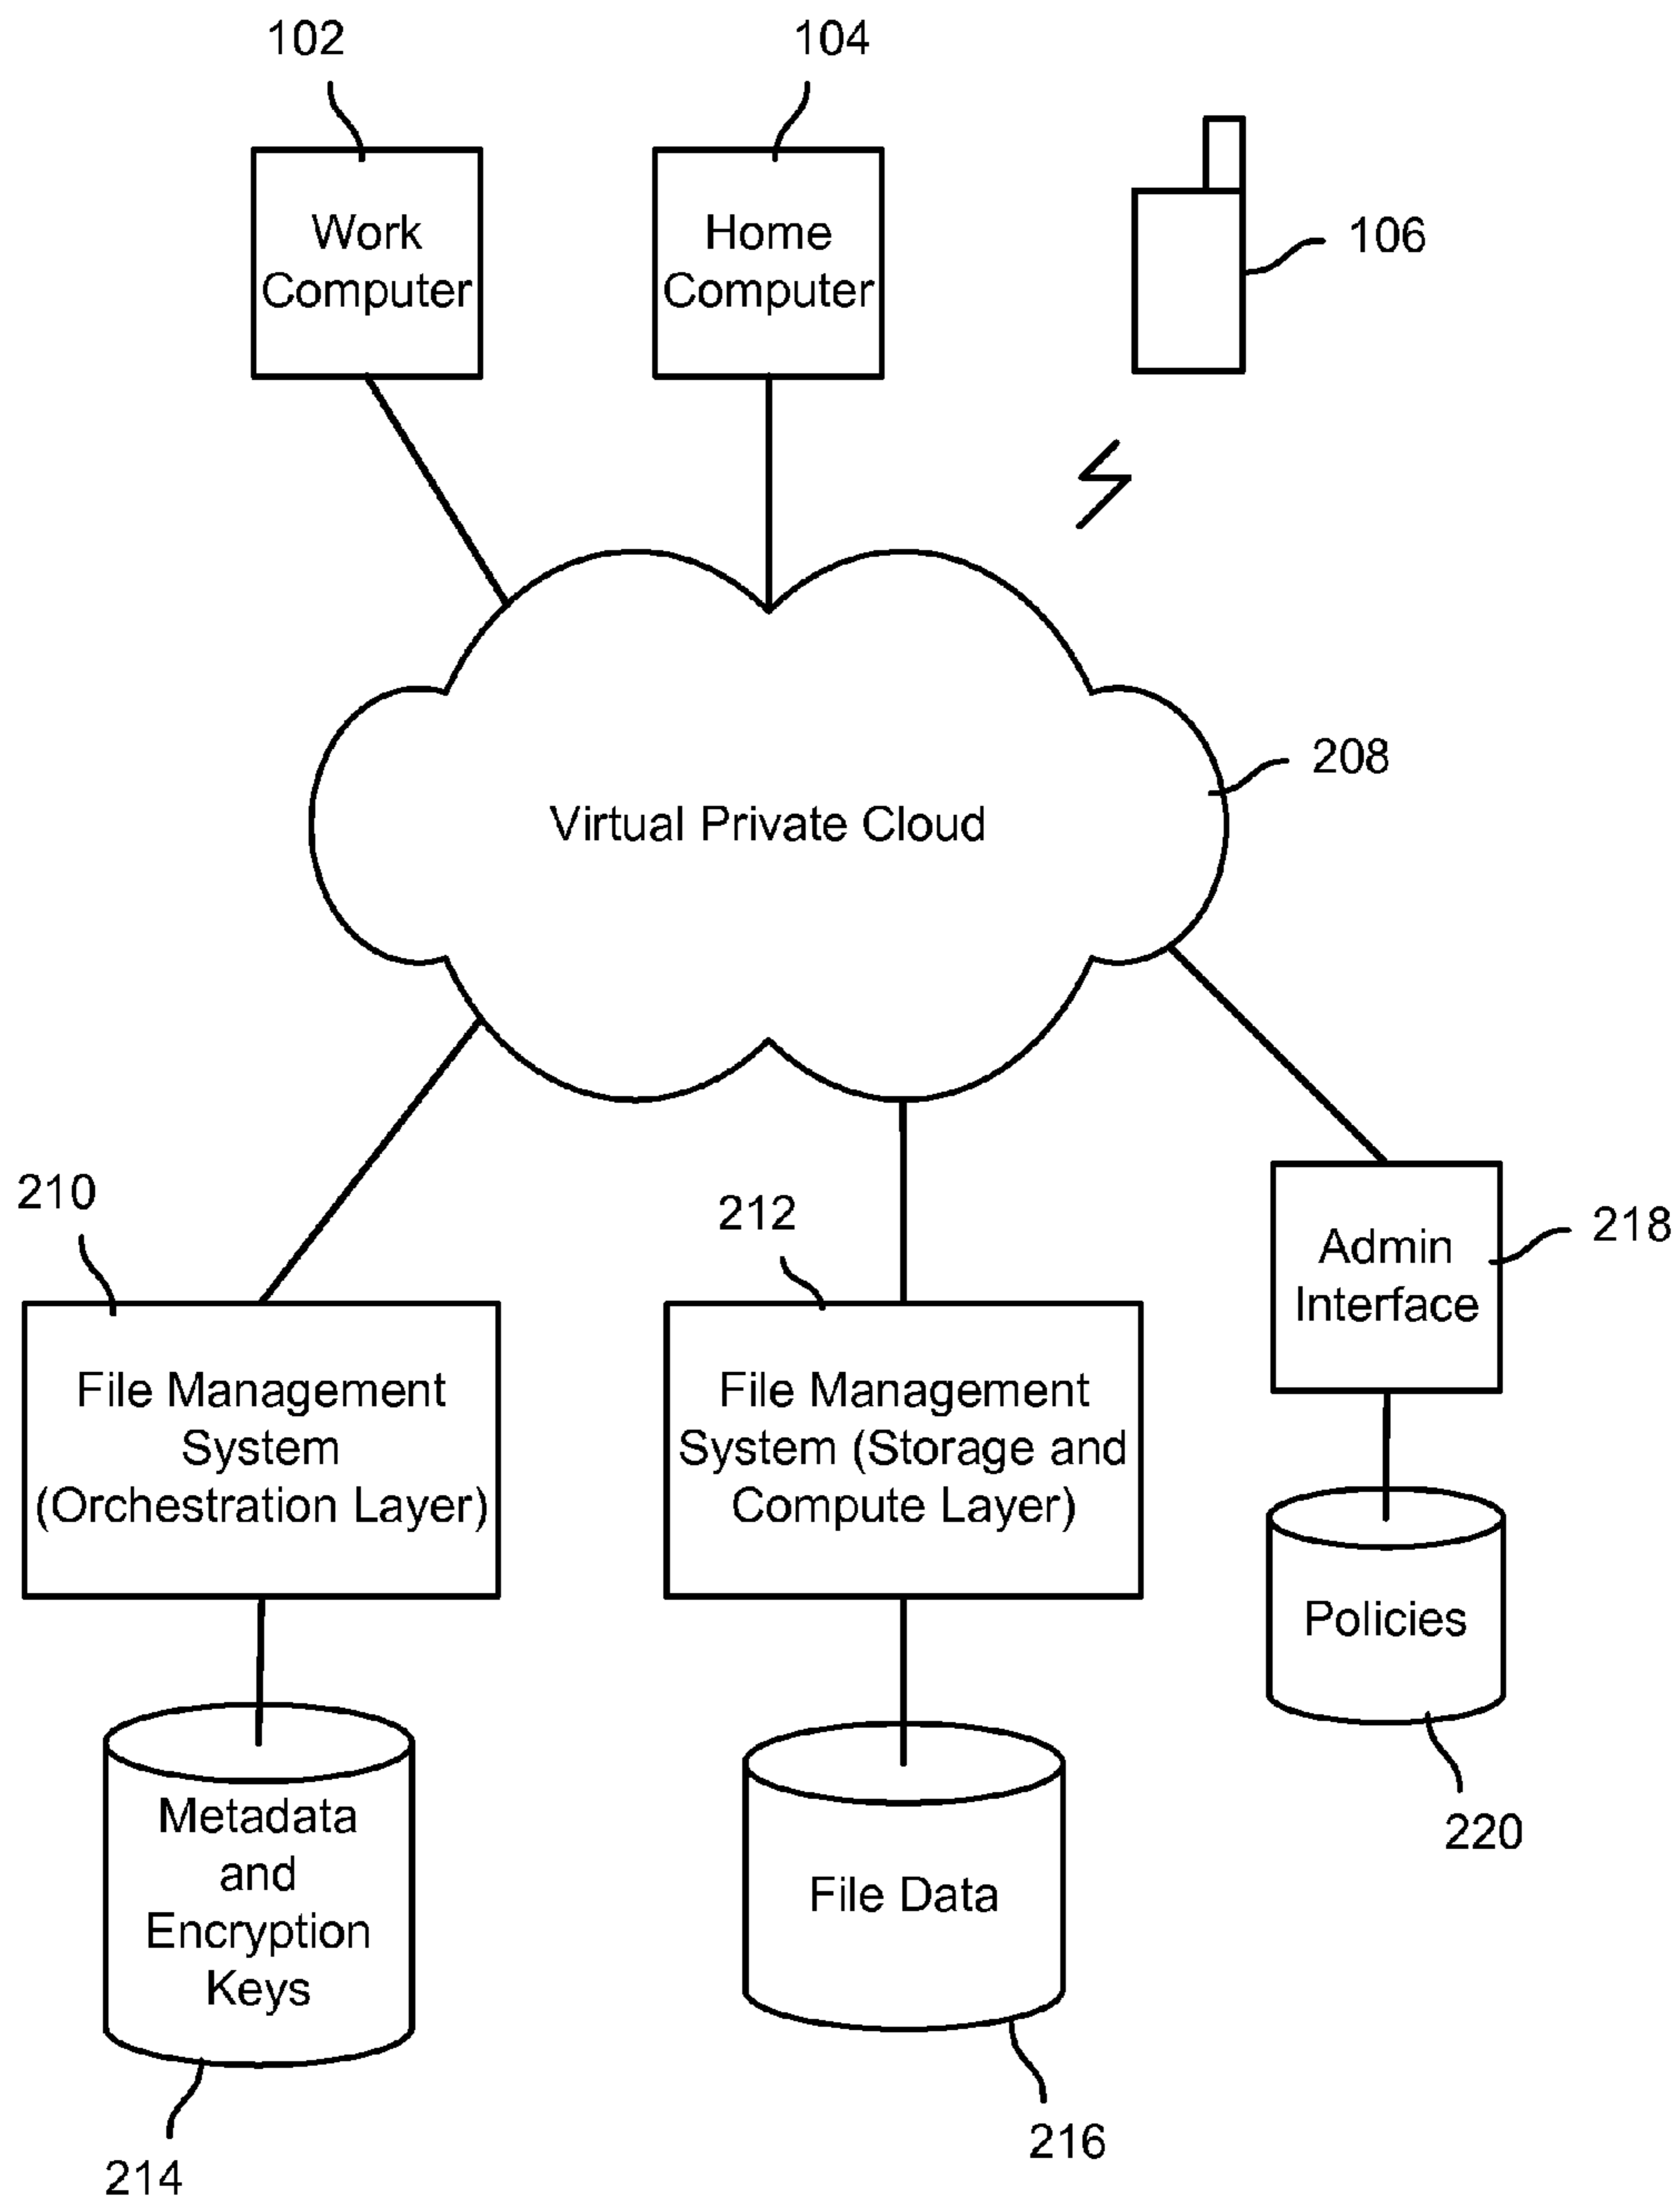 102
104
Work
Computer
Home
Computer
106
208
Virtual Private Cloud
210
212
218
Admin
Interface
File Management
System
(Orchestration Layer)
File Management
System (Storage and
Compute Layer)
Policies
220
Metadata
and
Encryption
Keys
File Data
214
216